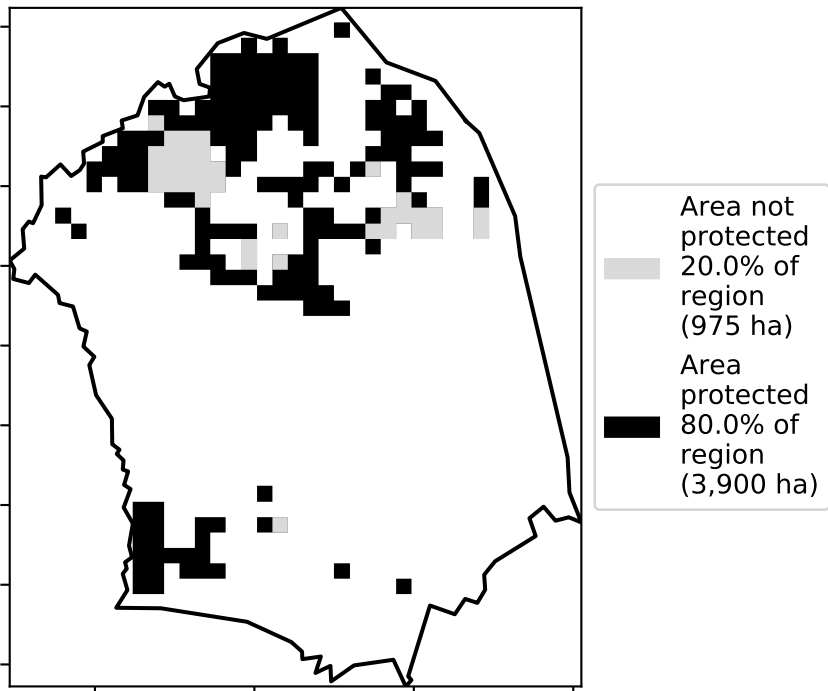 Area not
protected
20.0% of
region
(975 ha)
Area
protected
80.0% of
region
(3,900 ha)